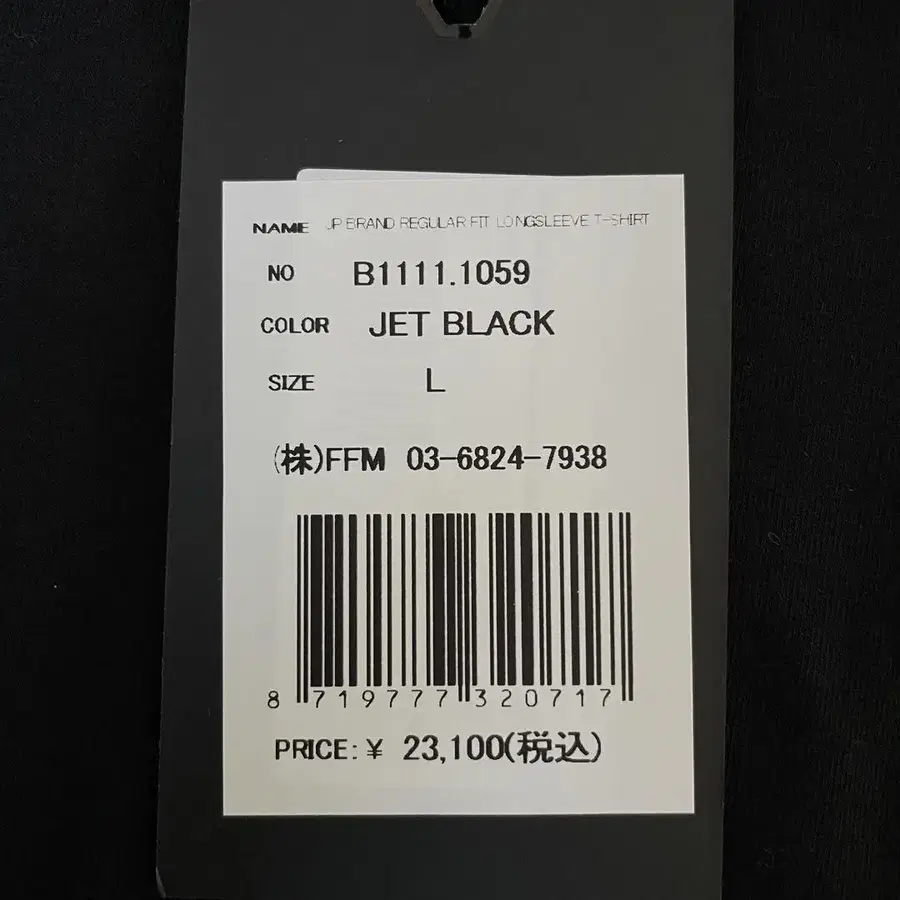 NAME JP BRAND REGULAR FIT LONGSLEEVE T-SHIRT
NO B1111.1059
COLOR JET BLACK
SIZE L
(株)FFM 03-6824-7938
8 719777 320717
PRICE:¥ 23,100(税込)